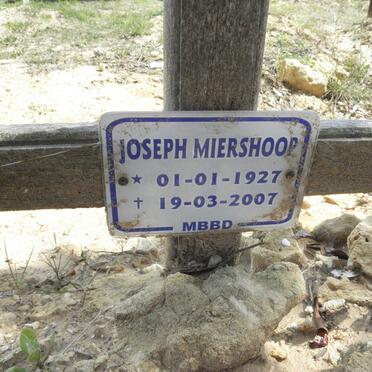 JOSEPH MIERSHOOP
★ 01-01-1927
✝ 19-03-2007
MBBD